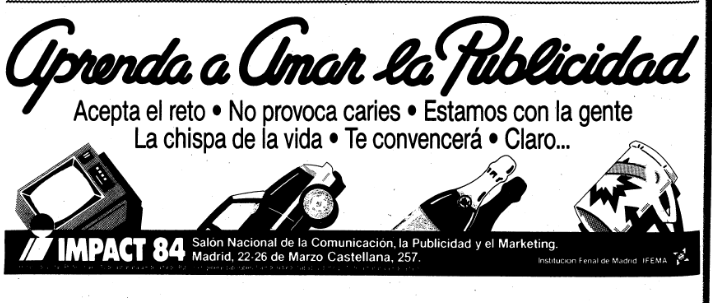 Aprenda a Amar la Publicidad
Acepta el reto • No provoca caries • Estamos con la gente
La chispa de la vida • Te convencerá • Claro...
IMPACT 84
Salón Nacional de la Comunicación, la Publicidad y el Marketing.
Madrid, 22-26 de Marzo Castellana, 257.
Institucion Ferial de Madrid IFEMA